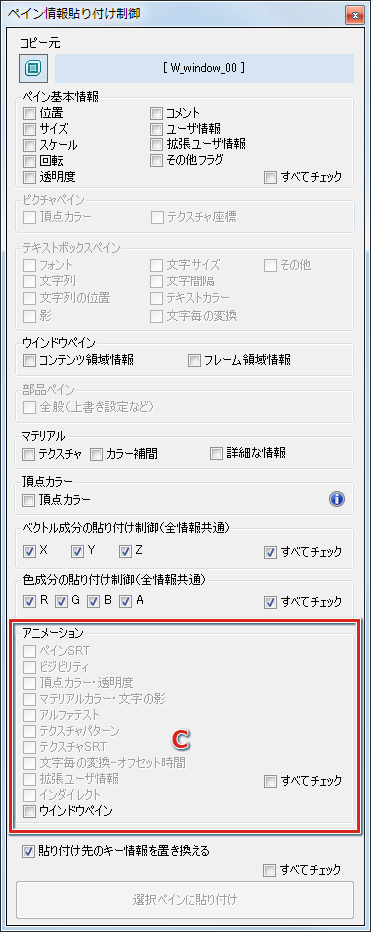 ペイン情報貼り付け制御
コピー元
[ W_window_00 ]
ペイン基本情報
位置 コメント
サイズ ユーザ情報
スケール 拡張ユーザ情報
回転 その他フラグ
透明度 すべてチェック
ピクチャペイン
頂点カラー テクスチャ座標
テキストボックスペイン
フォント 文字サイズ その他
文字列 文字間隔
文字列の位置 テキストカラー
影 文字毎の変換
ウインドウペイン
コンテンツ領域情報 フレーム領域情報
部品ペイン
全般(上書き設定など)
マテリアル
テクスチャ カラー補間 詳細な情報
頂点カラー
頂点カラー
ベクトル成分の貼り付け制御(全情報共通)
X Y Z すべてチェック
色成分の貼り付け制御(全情報共通)
R G B A すべてチェック
アニメーション
ペインSRT
ビジビリティ
頂点カラー・透明度
マテリアルカラー・文字の影
アルファテスト
テクスチャパターン
テクスチャSRT
C
文字毎の変換-オフセット時間
拡張ユーザ情報 すべてチェック
インダイレクト
ウインドウペイン
貼り付け先のキー情報を置き換える
すべてチェック
選択ペインに貼り付け